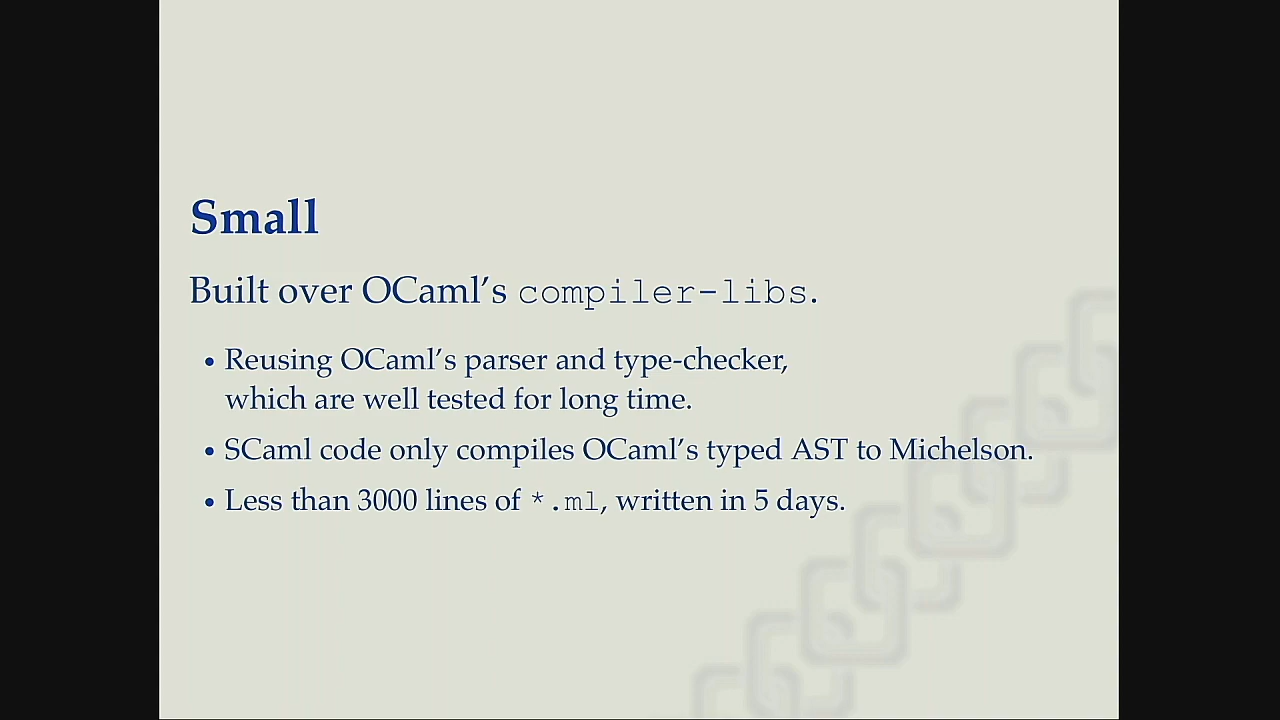 Small
Built over OCaml’s compiler-libs.
• Reusing OCaml’s parser and type-checker,
which are well tested for long time.
• SCaml code only compiles OCaml’s typed AST to Michelson.
• Less than 3000 lines of *.ml, written in 5 days.